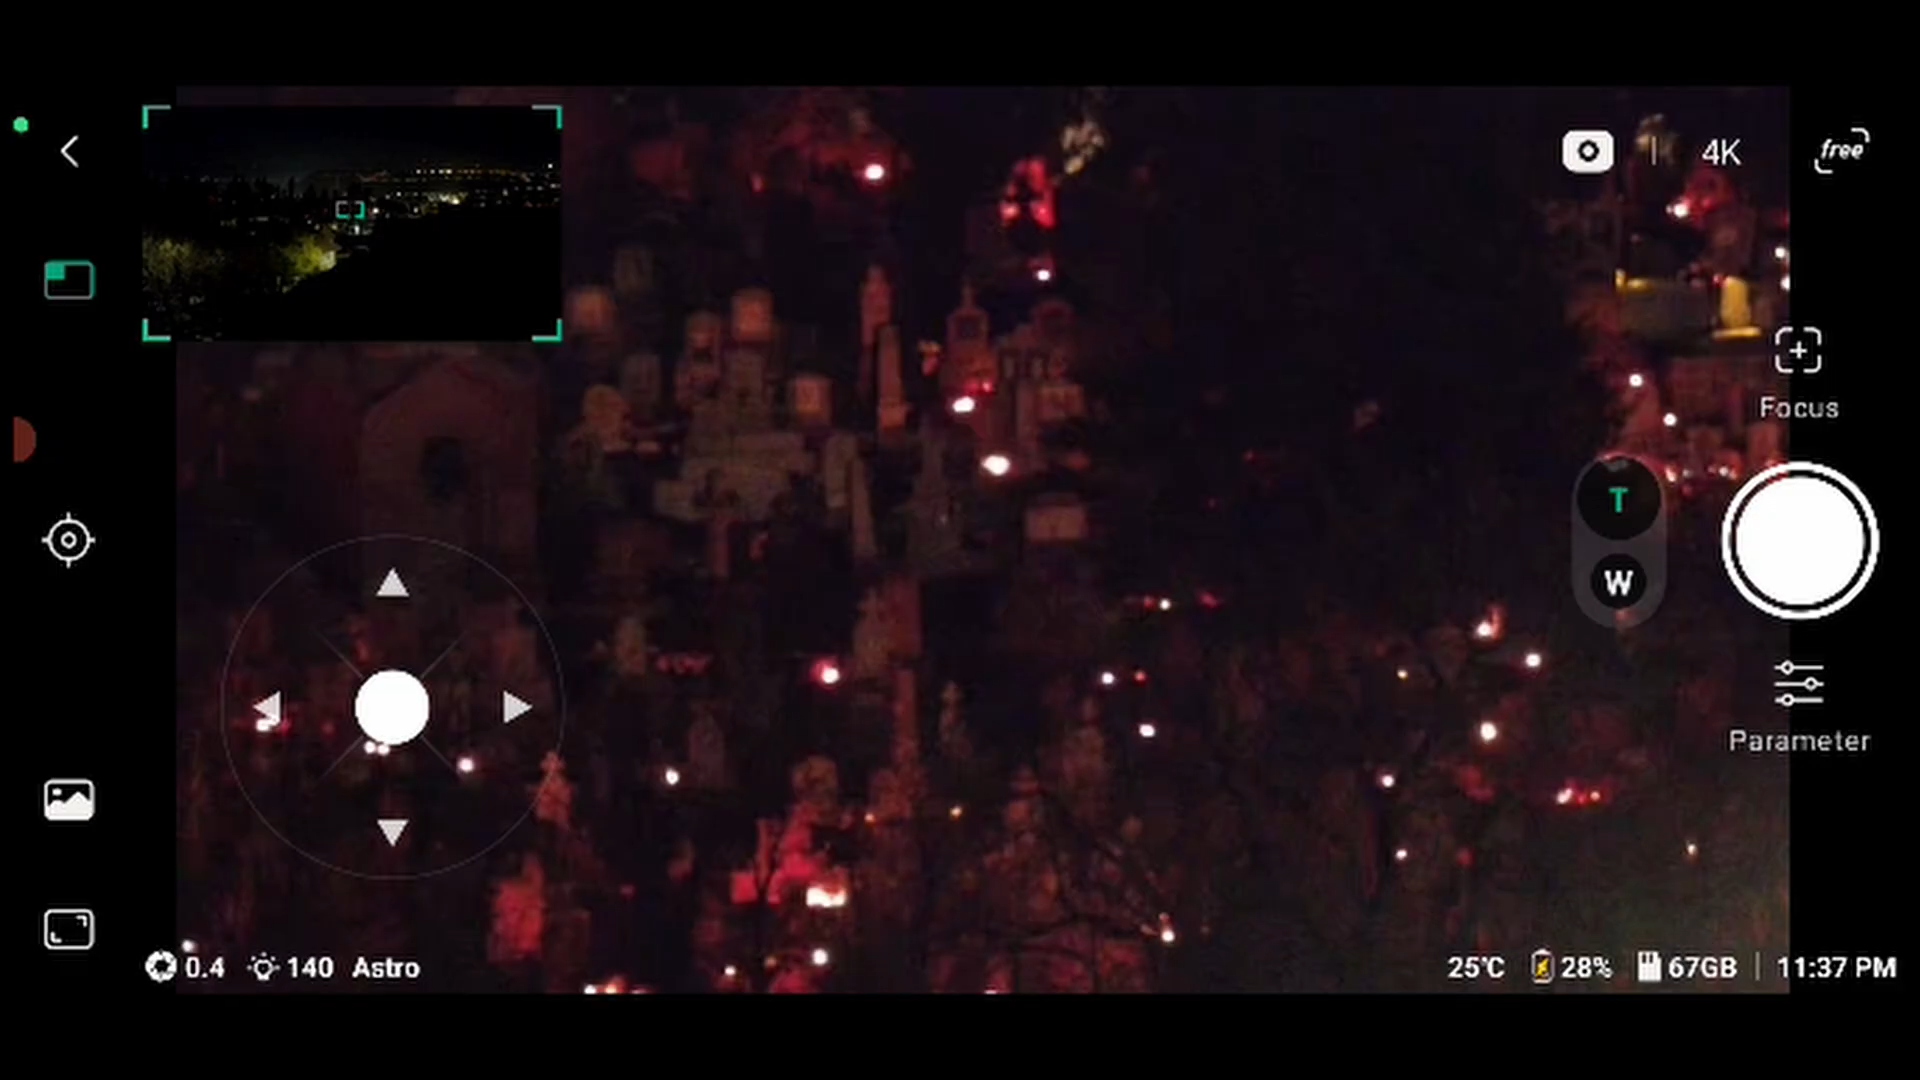 4K
free
Focus
T
W
Parameter
0.4 140 Astro
25°C 28% 67GB 11:37 PM